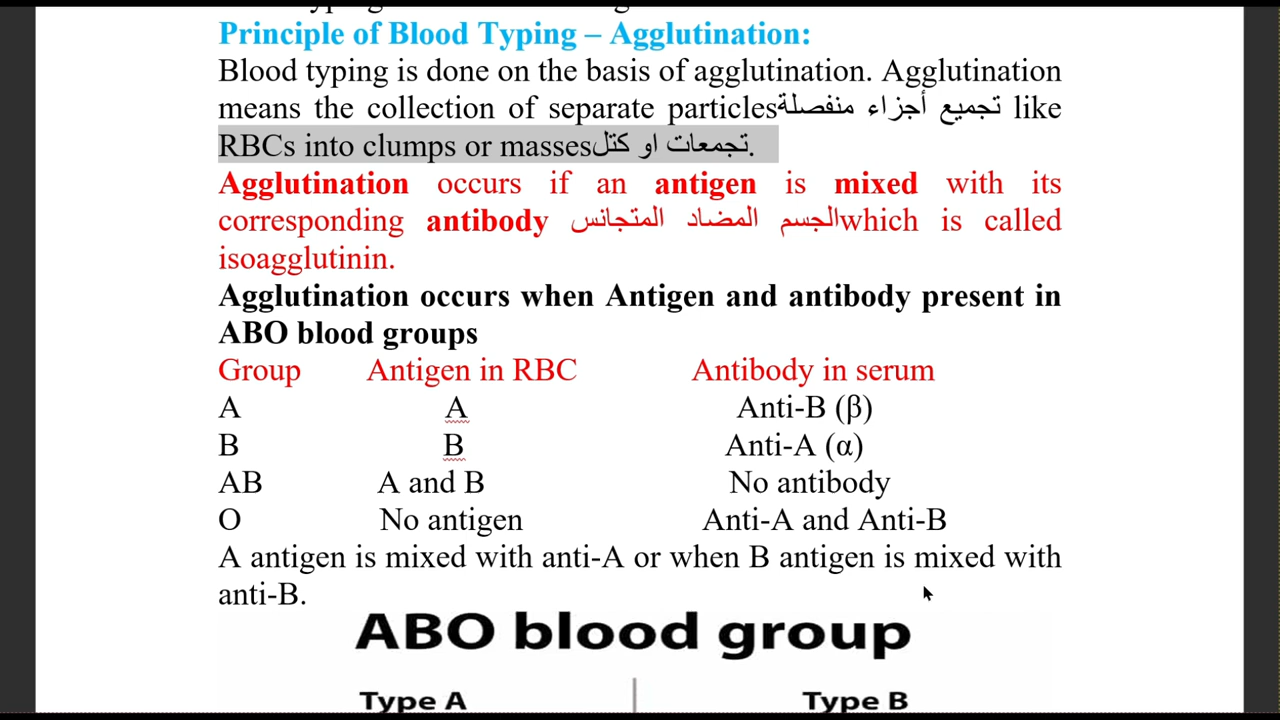 Principle of Blood Typing – Agglutination:
Blood typing is done on the basis of agglutination. Agglutination
means the collection of separate particlesتجميع أجزاء منفصلة like
RBCs into clumps or massesتجمعات او كتل.
Agglutination occurs if an antigen is mixed with its
corresponding antibody الجسم المضاد المتجانسwhich is called
isoagglutinin.
Agglutination occurs when Antigen and antibody present in
ABO blood groups
Group Antigen in RBC Antibody in serum
A A Anti-B (β)
B B Anti-A (α)
AB A and B No antibody
O No antigen Anti-A and Anti-B
A antigen is mixed with anti-A or when B antigen is mixed with
anti-B.
ABO blood group
Type A Type B